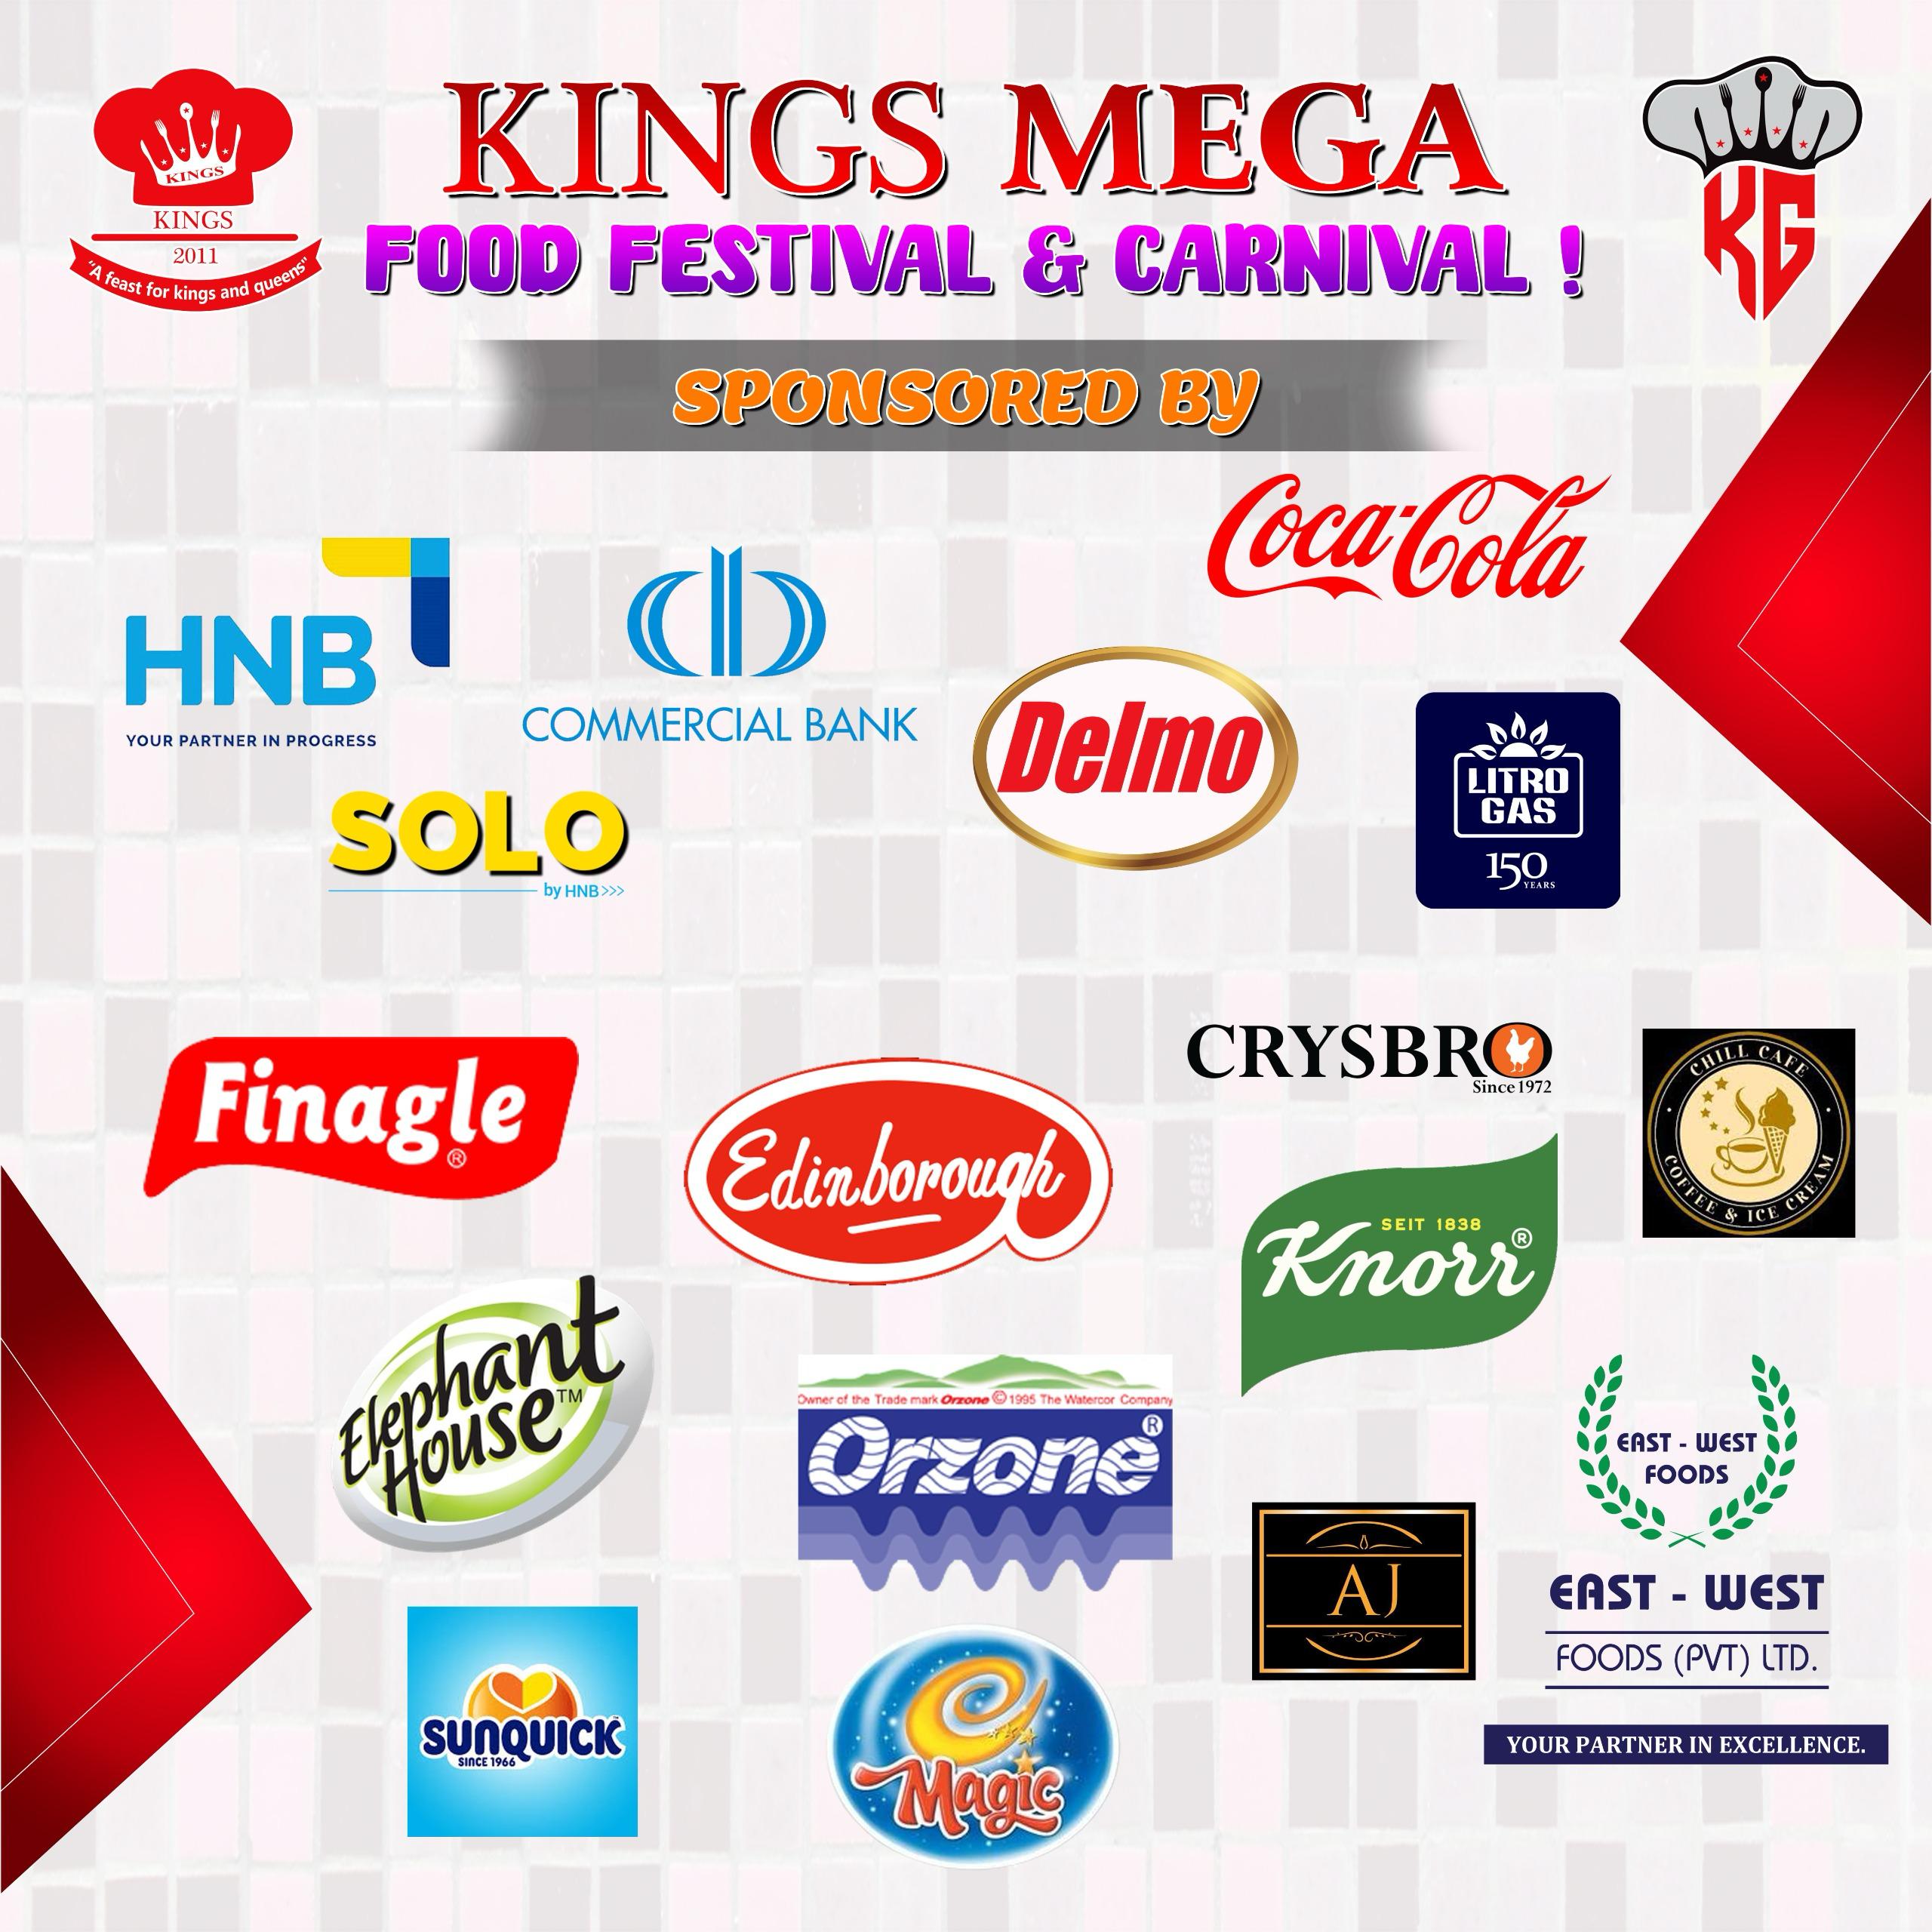 KINGS MEGA
FOOD FESTIVAL & CARNIVAL !
KINGS
KINGS
2011
"A feast for kings and queens"
KG
SPONSORED BY
Coca-Cola
HNB
YOUR PARTNER IN PROGRESS
COMMERCIAL BANK
Delmo
LITRO
GAS
150
YEARS
SOLO
by HNB>>>
Finagle
®
Edinborough
CRYSBRO
Since 1972
CHILL CAFE
COFFEE & ICE CREAM
SEIT 1838
Knorr®
Elephant
House™
Owner of the Trade mark Orzone © 1995 The Watercor Company
Orzone®
EAST - WEST
FOODS
EAST - WEST
FOODS (PVT) LTD.
YOUR PARTNER IN EXCELLENCE.
AJ
SUNQUICK
SINCE 1966
Magic